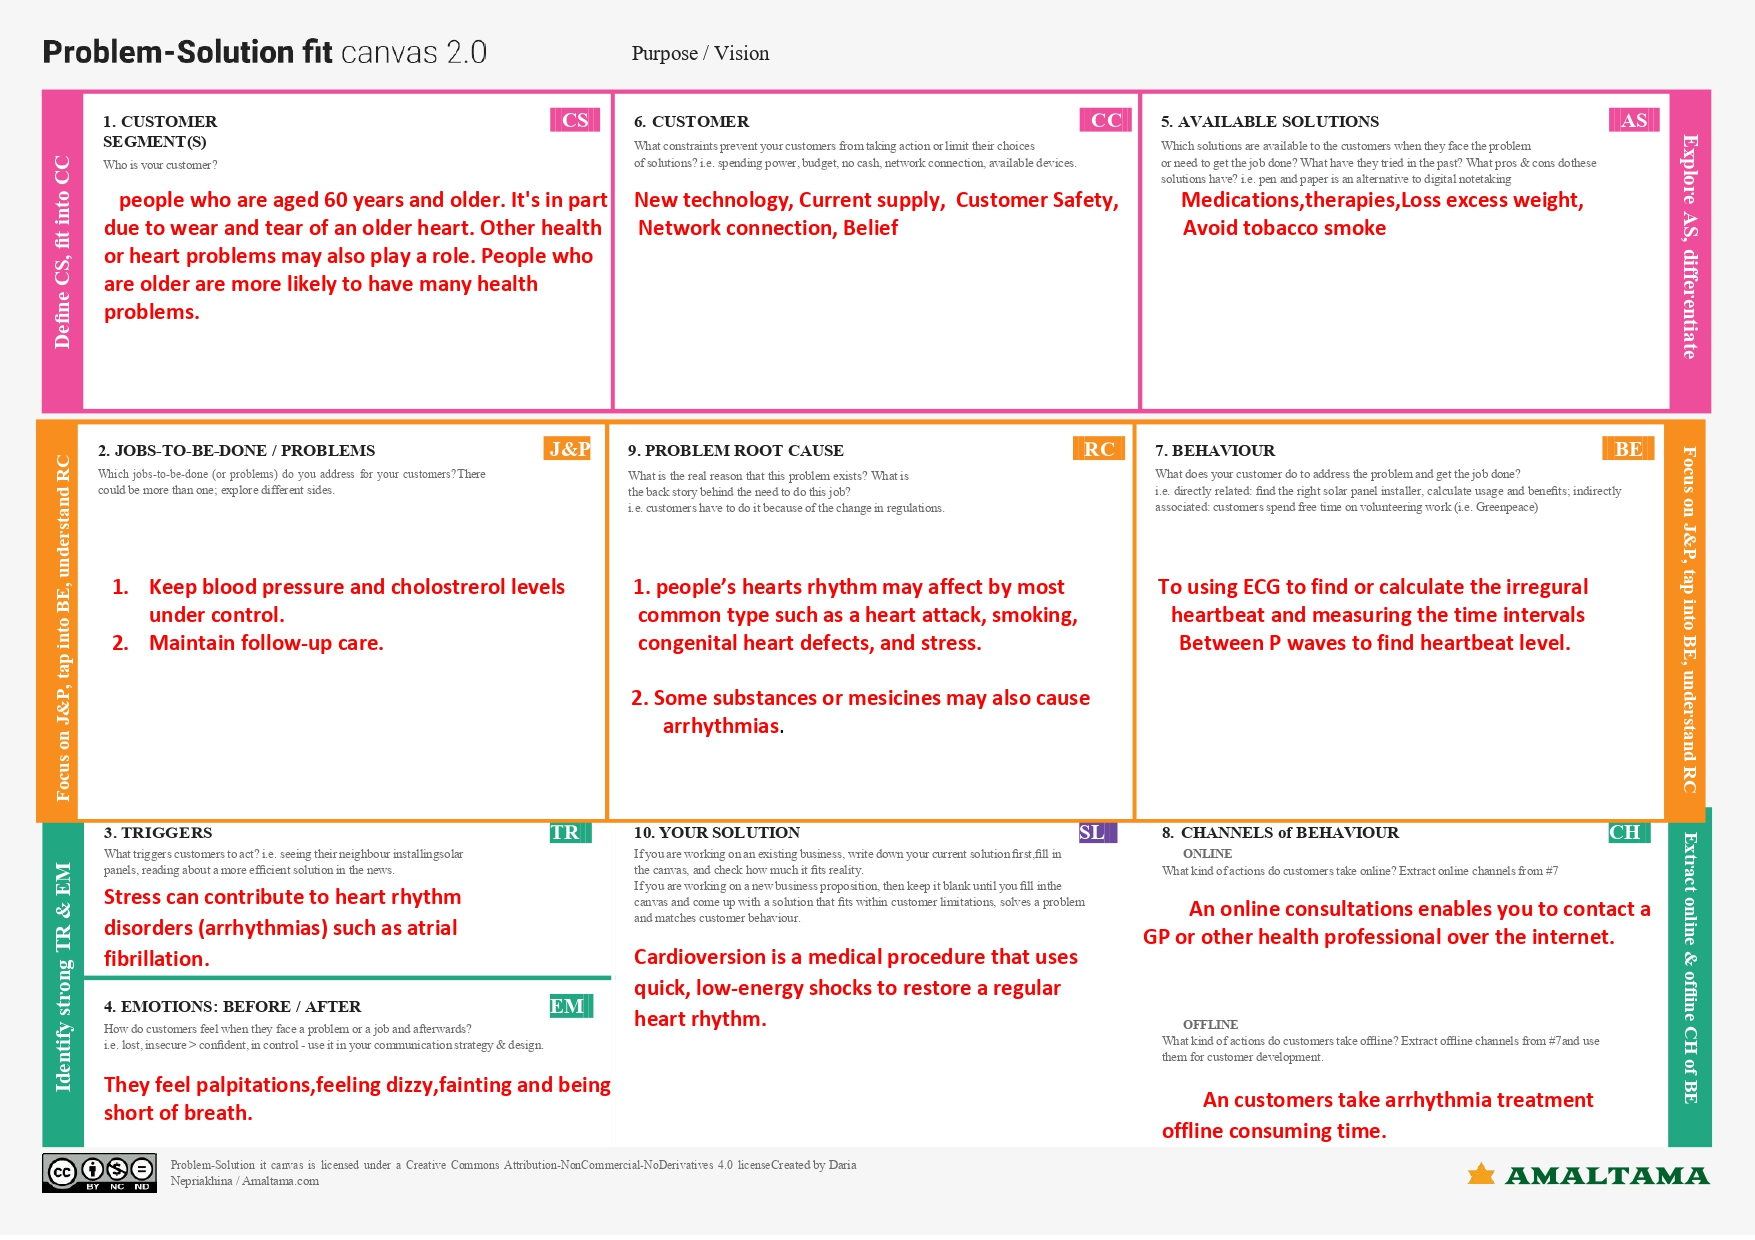 Problem-Solution fit canvas 2.0
Purpose / Vision
Define CS, fit into CC
1. CUSTOMER
SEGMENT(S)
CS
Who is your customer?
people who are aged 60 years and older. It's in part
due to wear and tear of an older heart. Other health
or heart problems may also play a role. People who
are older are more likely to have many health
problems.
6. CUSTOMER
CC
What constraints prevent your customers from taking action or limit their choices
of solutions? i.e. spending power, budget, no cash, network connection, available devices.
New technology, Current supply, Customer Safety,
Network connection, Belief
5. AVAILABLE SOLUTIONS
AS
Which solutions are available to the customers when they face the problem
or need to get the job done? What have they tried in the past? What pros & cons dothese
solutions have? i.e. pen and paper is an alternative to digital notetaking
Medications,therapies,Loss excess weight,
Avoid tobacco smoke
Explore AS, differentiate
Focus on J&P, tap into BE, understand RC
2. JOBS-TO-BE-DONE / PROBLEMS
J&P
Which jobs-to-be-done (or problems) do you address for your customers?There
could be more than one; explore different sides.
1. Keep blood pressure and cholostrerol levels
under control.
2. Maintain follow-up care.
9. PROBLEM ROOT CAUSE
RC
What is the real reason that this problem exists? What is
the back story behind the need to do this job?
i.e. customers have to do it because of the change in regulations.
1. people’s hearts rhythm may affect by most
common type such as a heart attack, smoking,
congenital heart defects, and stress.
2. Some substances or mesicines may also cause
arrhythmias.
7. BEHAVIOUR
BE
What does your customer do to address the problem and get the job done?
i.e. directly related: find the right solar panel installer, calculate usage and benefits; indirectly
associated: customers spend free time on volunteering work (i.e. Greenpeace)
To using ECG to find or calculate the irregural
heartbeat and measuring the time intervals
Between P waves to find heartbeat level.
Focus on J&P, tap into BE, understand RC
Identify strong TR & EM
3. TRIGGERS
TR
What triggers customers to act? i.e. seeing their neighbour installingsolar
panels, reading about a more efficient solution in the news.
Stress can contribute to heart rhythm
disorders (arrhythmias) such as atrial
fibrillation.
4. EMOTIONS: BEFORE / AFTER
EM
How do customers feel when they face a problem or a job and afterwards?
i.e. lost, insecure > confident, in control - use it in your communication strategy & design.
They feel palpitations,feeling dizzy,fainting and being
short of breath.
10. YOUR SOLUTION
SL
If you are working on an existing business, write down your current solution first,fill in
the canvas, and check how much it fits reality.
If you are working on a new business proposition, then keep it blank until you fill inthe
canvas and come up with a solution that fits within customer limitations, solves a problem
and matches customer behaviour.
Cardioversion is a medical procedure that uses
quick, low-energy shocks to restore a regular
heart rhythm.
8. CHANNELS of BEHAVIOUR
CH
ONLINE
What kind of actions do customers take online? Extract online channels from #7
An online consultations enables you to contact a
GP or other health professional over the internet.
OFFLINE
What kind of actions do customers take offline? Extract offline channels from #7and use
them for customer development.
An customers take arrhythmia treatment
offline consuming time.
Extract online & offline CH of BE
cc BY NC ND
Problem-Solution it canvas is licensed under a Creative Commons Attribution-NonCommercial-NoDerivatives 4.0 licenseCreated by Daria
Nepriakhina / Amaltama.com
AMALTAMA